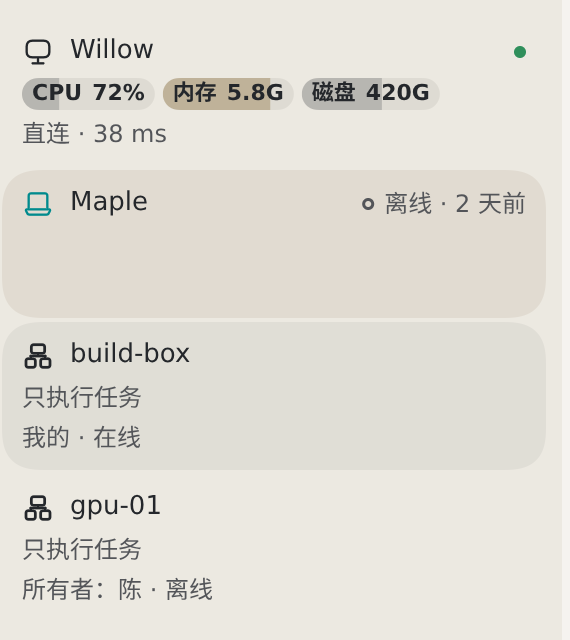 Willow
CPU 72% 内存 5.8G 磁盘 420G
直连 · 38 ms
Maple 离线 · 2 天前
build-box
只执行任务
我的 · 在线
gpu-01
只执行任务
所有者：陈 · 离线